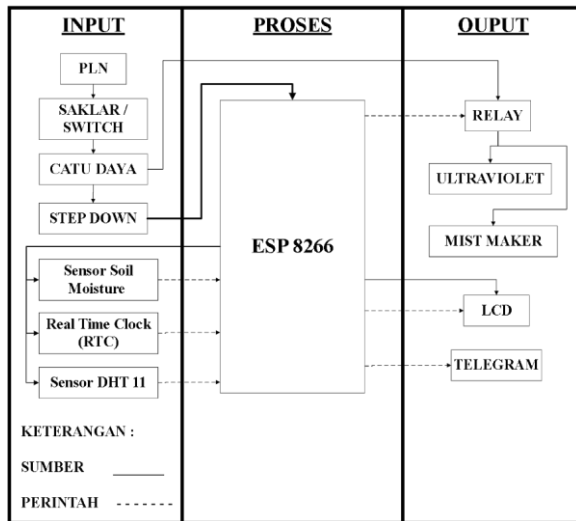 INPUT
PLN
SAKLAR /
SWITCH
CATU DAYA
STEP DOWN
Sensor Soil
Moisture
Real Time Clock
(RTC)
Sensor DHT 11
KETERANGAN :
SUMBER
PERINTAH
PROSES
ESP 8266
OUPUT
RELAY
ULTRAVIOLET
MIST MAKER
LCD
TELEGRAM